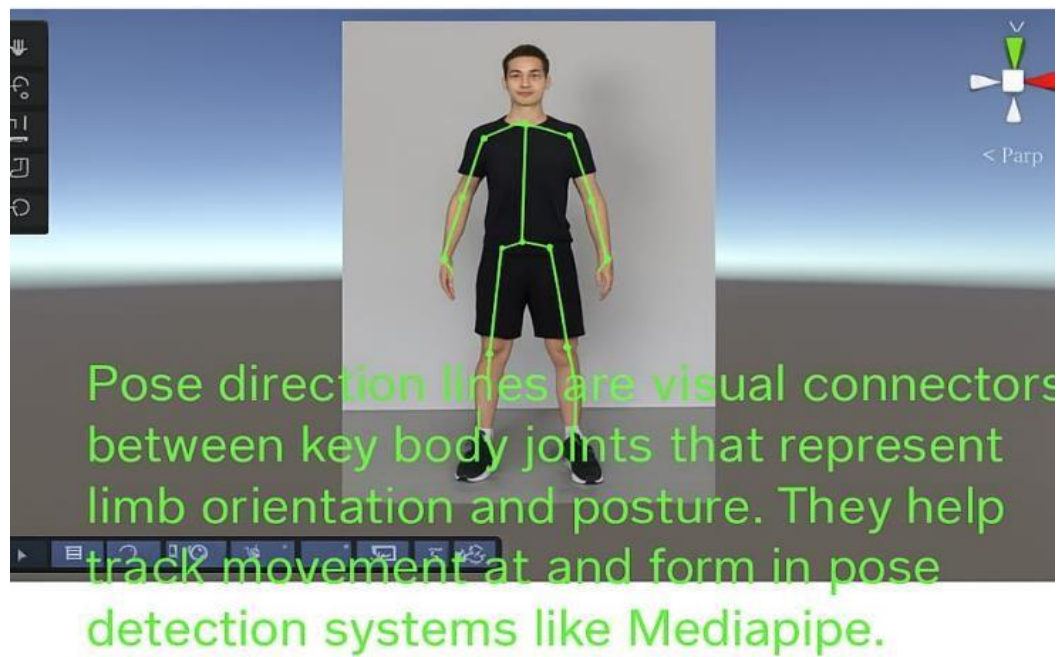 < Parp
Pose direction lines are visual connectors
between key body joints that represent
limb orientation and posture. They help
track movement at and form in pose
detection systems like Mediapipe.